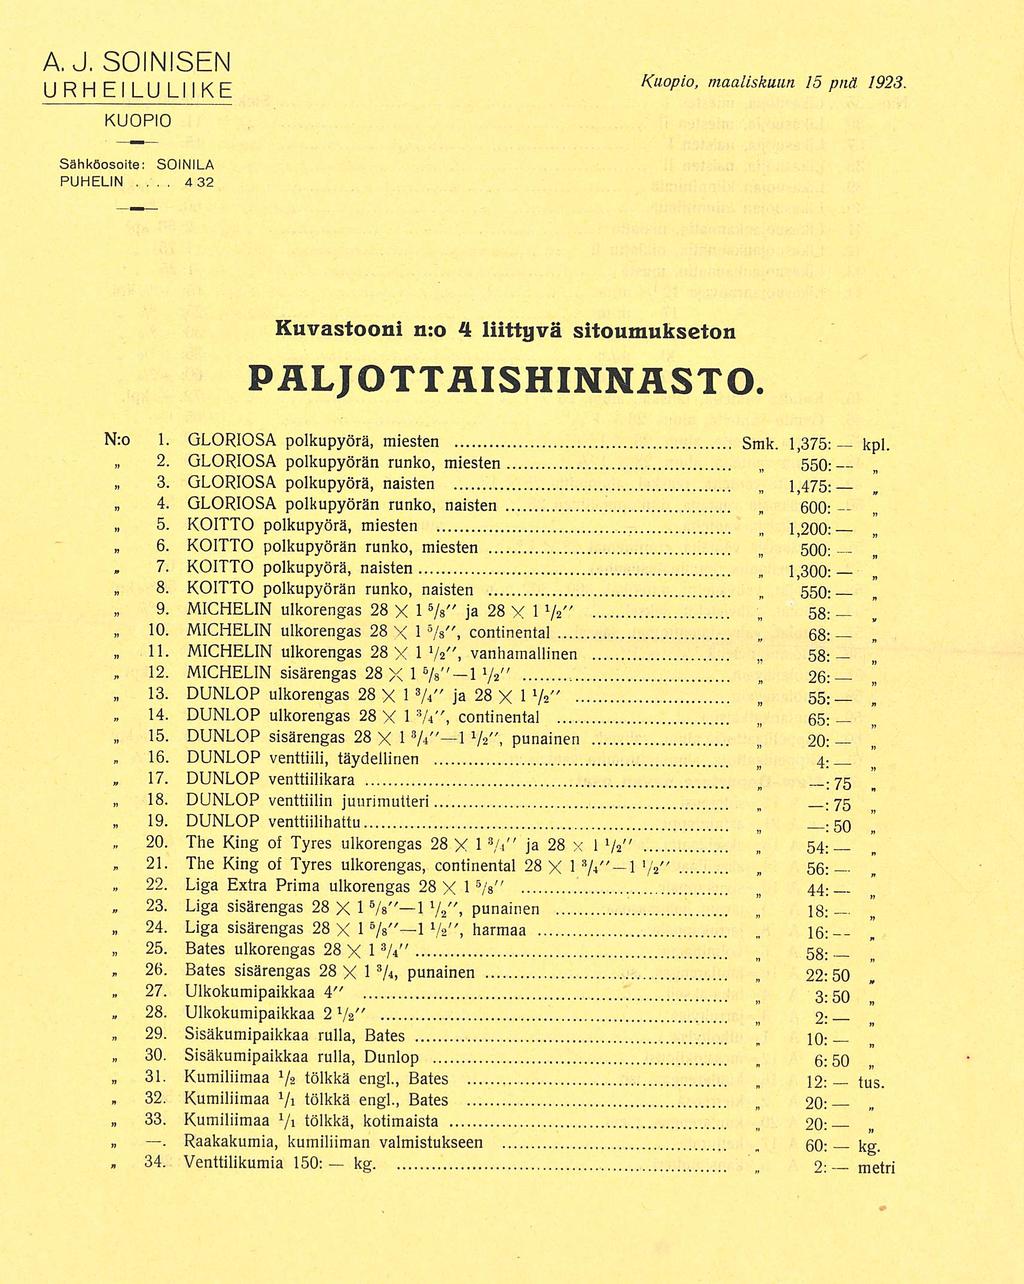 A. J. SOINISEN
URHEILULIIKE
KUOPIO
Sähköosoite: SOINILA
PUHELIN .... 4 32
Kuopio, maaliskuun 15 pnä 1923.
Kuvastooni n:o 4 liittyvä sitoumukseton
PALJOTTAISHINNASTO.
N:o 1. GLORIOSA polkupyörä, miesten ........ Smk. 1,375: — kpl.
„ 2. GLORIOSA polkupyörän runko, miesten ........ „ 550: — „
„ 3. GLORIOSA polkupyörä, naisten ........ „ 1,475: — „
„ 4. GLORIOSA polkupyörän runko, naisten ........ „ 600: — „
„ 5. KOITTO polkupyörä, miesten ........ „ 1,200: — „
„ 6. KOITTO polkupyörän runko, miesten ........ „ 500: — „
„ 7. KOITTO polkupyörä, naisten ........ „ 1,300: — „
„ 8. KOITTO polkupyörän runko, naisten ........ „ 550: — „
„ 9. MICHELIN ulkorengas 28 X 1 5/8″ ja 28 X 1 1/2″ ........ „ 58: — „
„ 10. MICHELIN ulkorengas 28 X 1 5/8″, continental ........ „ 68: — „
„ 11. MICHELIN ulkorengas 28 X 1 1/2″, vanhamallinen ........ „ 58: — „
„ 12. MICHELIN sisärengas 28 X 1 5/8″—1 1/2″ ........ „ 26: — „
„ 13. DUNLOP ulkorengas 28 X 1 3/4″ ja 28 X 1 1/2″ ........ „ 55: — „
„ 14. DUNLOP ulkorengas 28 X 1 3/4″, continental ........ „ 65: — „
„ 15. DUNLOP sisärengas 28 X 1 3/4″—1 1/2″, punainen ........ „ 20: — „
„ 16. DUNLOP venttiili, täydellinen ........ „ 4: — „
„ 17. DUNLOP venttiilikara ........ „ —: 75 „
„ 18. DUNLOP venttiilin juurimutteri ........ „ —: 75 „
„ 19. DUNLOP venttiilihattu ........ „ —: 50 „
„ 20. The King of Tyres ulkorengas 28 X 1 3/4″ ja 28 x 1 1/2″ ........ „ 54: — „
„ 21. The King of Tyres ulkorengas, continental 28 X 1 3/4″—1 1/2″ ........ „ 56: — „
„ 22. Liga Extra Prima ulkorengas 28 X 1 5/8″ ........ „ 44: — „
„ 23. Liga sisärengas 28 X 1 5/8″—1 1/2″, punainen ........ „ 18: — „
„ 24. Liga sisärengas 28 X 1 5/8″—1 1/2″, harmaa ........ „ 16: — „
„ 25. Bates ulkorengas 28 X 1 3/4″ ........ „ 58: — „
„ 26. Bates sisärengas 28 X 1 3/4, punainen ........ „ 22: 50 „
„ 27. Ulkokumipaikkaa 4″ ........ „ 3: 50 „
„ 28. Ulkokumipaikkaa 2 1/2″ ........ „ 2: — „
„ 29. Sisäkumipaikkaa rulla, Bates ........ „ 10: — „
„ 30. Sisäkumipaikkaa rulla, Dunlop ........ „ 6: 50 „
„ 31. Kumiliimaa 1/2 tölkkä engl., Bates ........ „ 12: — tus.
„ 32. Kumiliimaa 1/1 tölkkä engl., Bates ........ „ 20: — „
„ 33. Kumiliimaa 1/1 tölkkä, kotimaista ........ „ 20: — „
„ —. Raakakumia, kumiliiman valmistukseen ........ „ 60: — kg.
„ 34. Venttilikumia 150: — kg. ........ „ 2: — metri